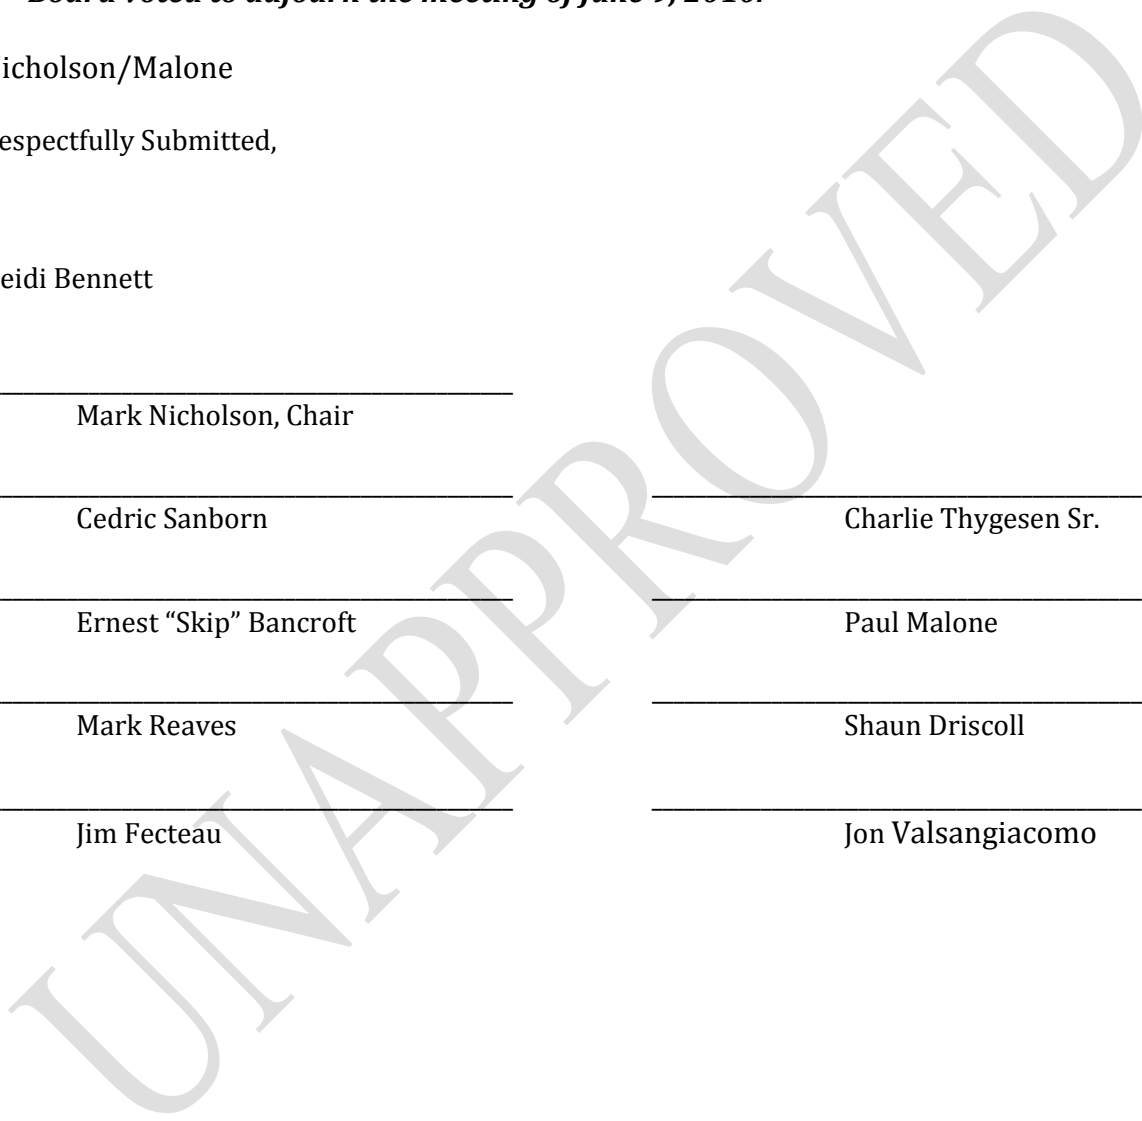 Board voted to adjourn the meeting of June 9,
icholson/Malone
espectfully Submitted,
eidi Bennett
Mark Nicholson, Chair
Cedric Sanborn Charlie Thygesen Sr.
Ernest “Skip” Bancroft Paul Malone
Mark Reaves Shaun Driscoll
Jim Fecteau Jon Valsangiacomo
UNAPPROVED